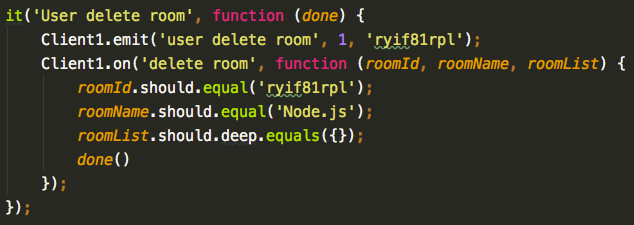 it('User delete room', function (done) {
    Client1.emit('user delete room', 1, 'ryif81rpl');
    Client1.on('delete room', function (roomId, roomName, roomList) {
        roomId.should.equal('ryif81rpl');
        roomName.should.equal('Node.js');
        roomList.should.deep.equals({});
        done()
    });
});